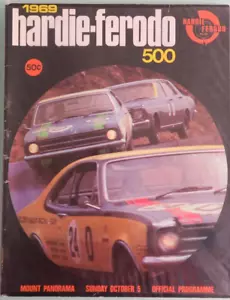 1969
hardie-ferodo
500
50c
HARDIE
FERODO
MOUNT PANORAMA SUNDAY OCTOBER 5 OFFICIAL PROGRAMME